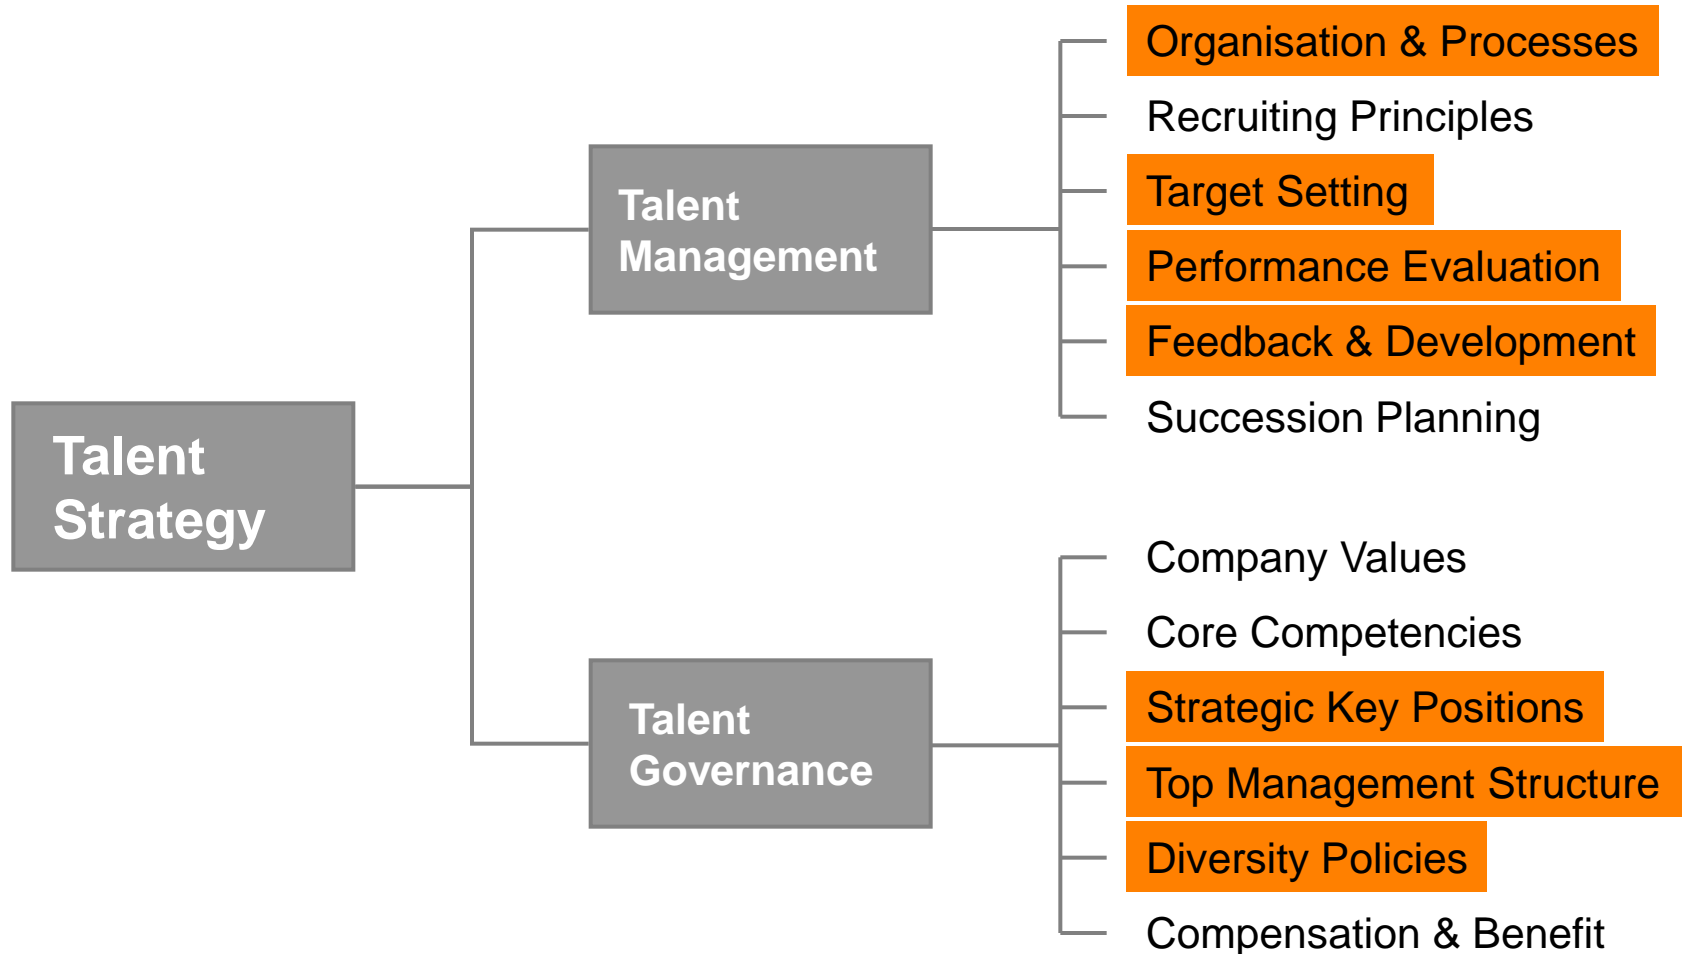 Talent
Strategy
Talent
Management
Organisation & Processes
Recruiting Principles
Target Setting
Performance Evaluation
Feedback & Development
Succession Planning
Talent
Governance
Company Values
Core Competencies
Strategic Key Positions
Top Management Structure
Diversity Policies
Compensation & Benefit